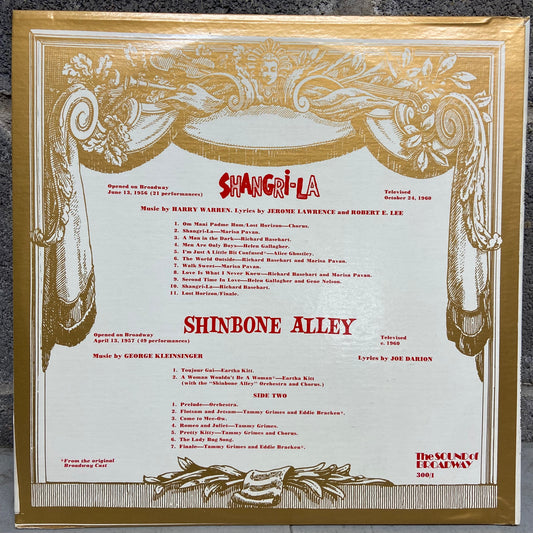 SHANGRi-LA
Opened on Broadway
June 13, 1956 (21 performances)
Televised
October 24, 1960
Music by HARRY WARREN. Lyrics by JEROME LAWRENCE and ROBERT E. LEE
1. Om Mani Padme Hum/Lost Horizon—Chorus.
2. Shangri-La—Marisa Pavan.
3. A Man in the Dark—Richard Basehart.
4. Men Are Only Boys—Helen Gallagher.
5. I'm Just A Little Bit Confused*—Alice Ghostley.
6. The World Outside—Richard Basehart and Marisa Pavan.
7. Walk Sweet—Marisa Pavan.
8. Love Is What I Never Knew—Richard Basehart and Marisa Pavan.
9. Second Time In Love—Helen Gallagher and Gene Nelson.
10. Shangri-La—Richard Basehart.
11. Lost Horizon/Finale.
SHINBONE ALLEY
Opened on Broadway
April 13, 1957 (49 performances)
Televised
c. 1960
Music by GEORGE KLEINSINGER
Lyrics by JOE DARION
1. Toujour Gai—Eartha Kitt.
2. A Woman Wouldn't Be A Woman*—Eartha Kitt
(with the "Shinbone Alley" Orchestra and Chorus.)
SIDE TWO
1. Prelude—Orchestra.
2. Flotsam and Jetsam—Tammy Grimes and Eddie Bracken*.
3. Come to Mee-Ow.
4. Romeo and Juliet—Tammy Grimes.
5. Pretty Kitty—Tammy Grimes and Chorus.
6. The Lady Bug Song.
7. Finale—Tammy Grimes and Eddie Bracken*.
*From the original
Broadway Cast
The SOUND of
BROADWAY
300/1